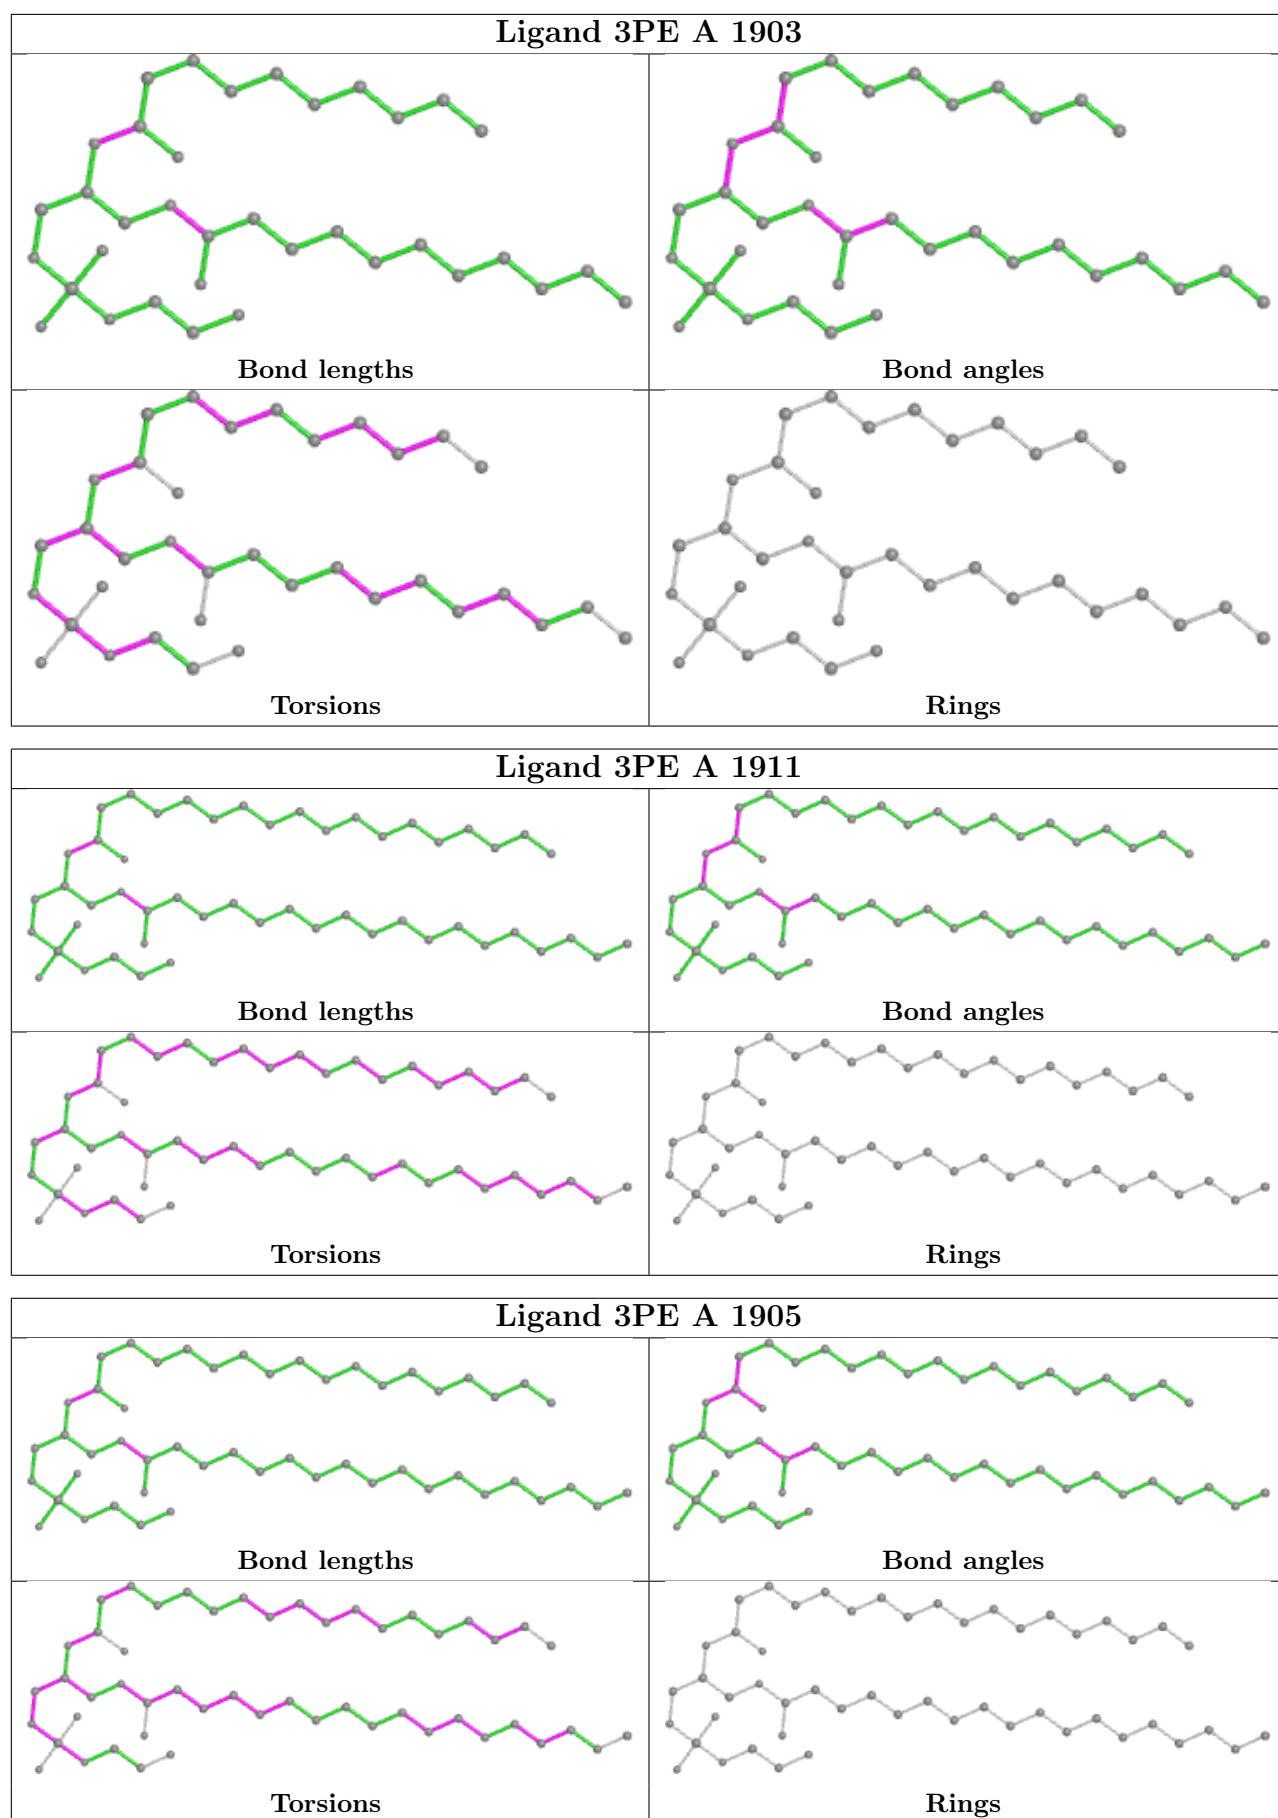 Ligand 3PE A 1903
Bond lengths
Bond angles
Torsions
Rings
Ligand 3PE A 1911
Bond lengths
Bond angles
Torsions
Rings
Ligand 3PE A 1905
Bond lengths
Bond angles
Torsions
Rings